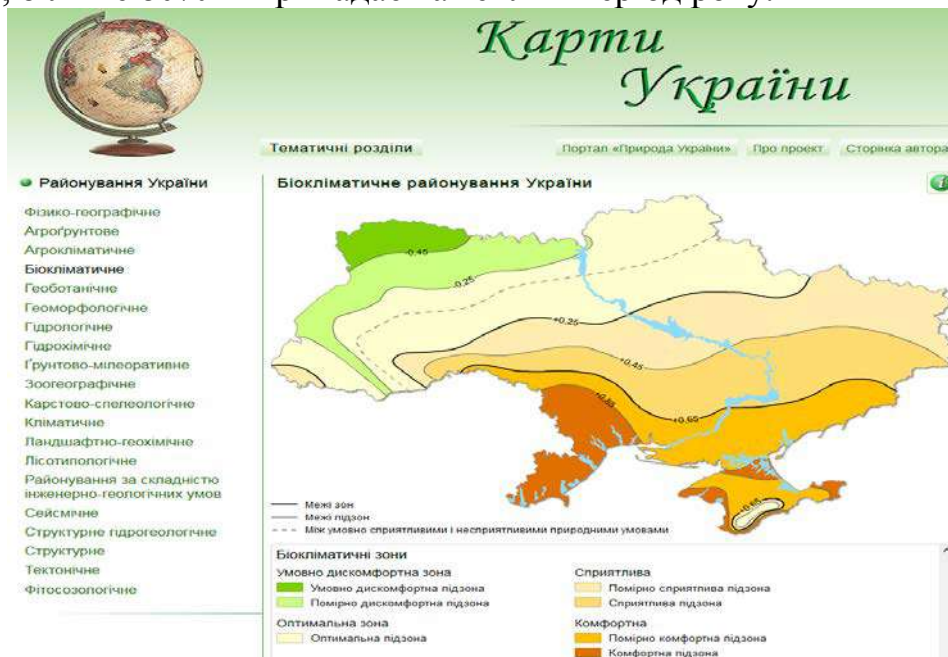 Карти
України
Тематичні розділи
Портал «Природа України» Про проект Сторінка автора
Районування України
Фізико-географічне
Агроґрунтове
Агрокліматичне
Біокліматичне
Геоботанічне
Геоморфологічне
Гідрологічне
Гідрохімічне
Ґрунтово-меліоративне
Зоогеографічне
Карстово-спелеологічне
Кліматичне
Ландшафтно-геохімічне
Лісотипологічне
Районування за складністю
інженерно-геологічних умов
Сейсмічне
Структурне гідрогеологічне
Структурне
Тектонічне
Фітосозологічне
Біокліматичне районування України
-0,45
-0,25
+0,25
+0,45
+0,85
+0,65
+0,65
Межі зон
Межі підзон
Між умовно сприятливими і несприятливими природними умовами
Біокліматичні зони
Умовно дискомфортна зона
Умовно дискомфортна підзона
Помірно дискомфортна підзона
Оптимальна зона
Оптимальна підзона
Сприятлива
Помірно сприятлива підзона
Сприятлива підзона
Комфортна
Помірно комфортна підзона
Комфортна підзона